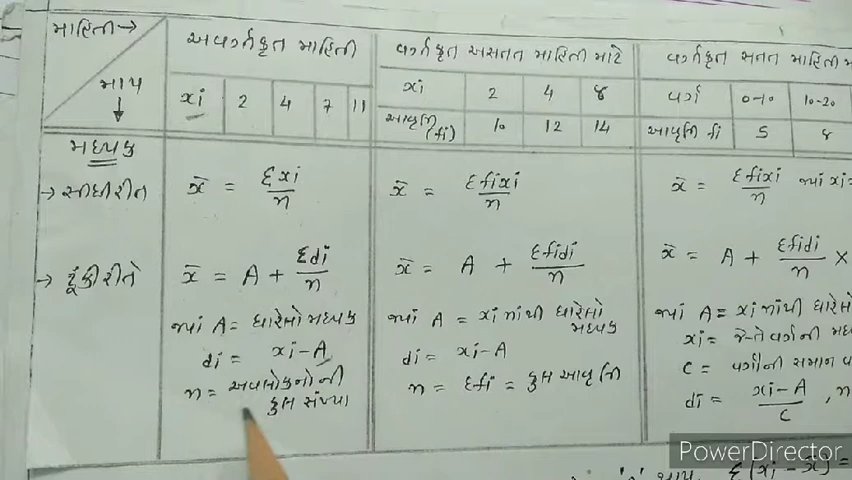 માહિતી→
માપ
↓
અવર્ગીકૃત માહિતી
xi 2 4 7 11
વર્ગીકૃત અસતત માહિતી માટે
xi 2 4 8
આવૃત્તિ (fi) 10 12 14
વર્ગીકૃત સતત માહિતી મા
વર્ગ 0-10 10-20
આવૃત્તિ fi 5 8
મધ્યક
→ સીધીરીત
x̄ = Σxi/n
x̄ = Σfixi/n
x̄ = Σfixi/n જ્યાં xi=
→ ટૂંકીરીતે
x̄ = A + Σdi/n
x̄ = A + Σfidi/n
x̄ = A + Σfidi/n ×
જ્યાં A = ધારેલો મધ્યક
di = xi-A
n = અવલોકનોની
કુલ સંખ્યા
જ્યાં A = xi માંથી ધારેલો
મધ્યક
di = xi-A
n = Σfi = કુલ આવૃત્તિ
જ્યાં A = xi માંથી ધારેલો
xi = જે-તે વર્ગની મધ્ય
c = વર્ગોની સમાન વ
di = xi-A/c , n
Σ(xi-x̄) =
PowerDirector